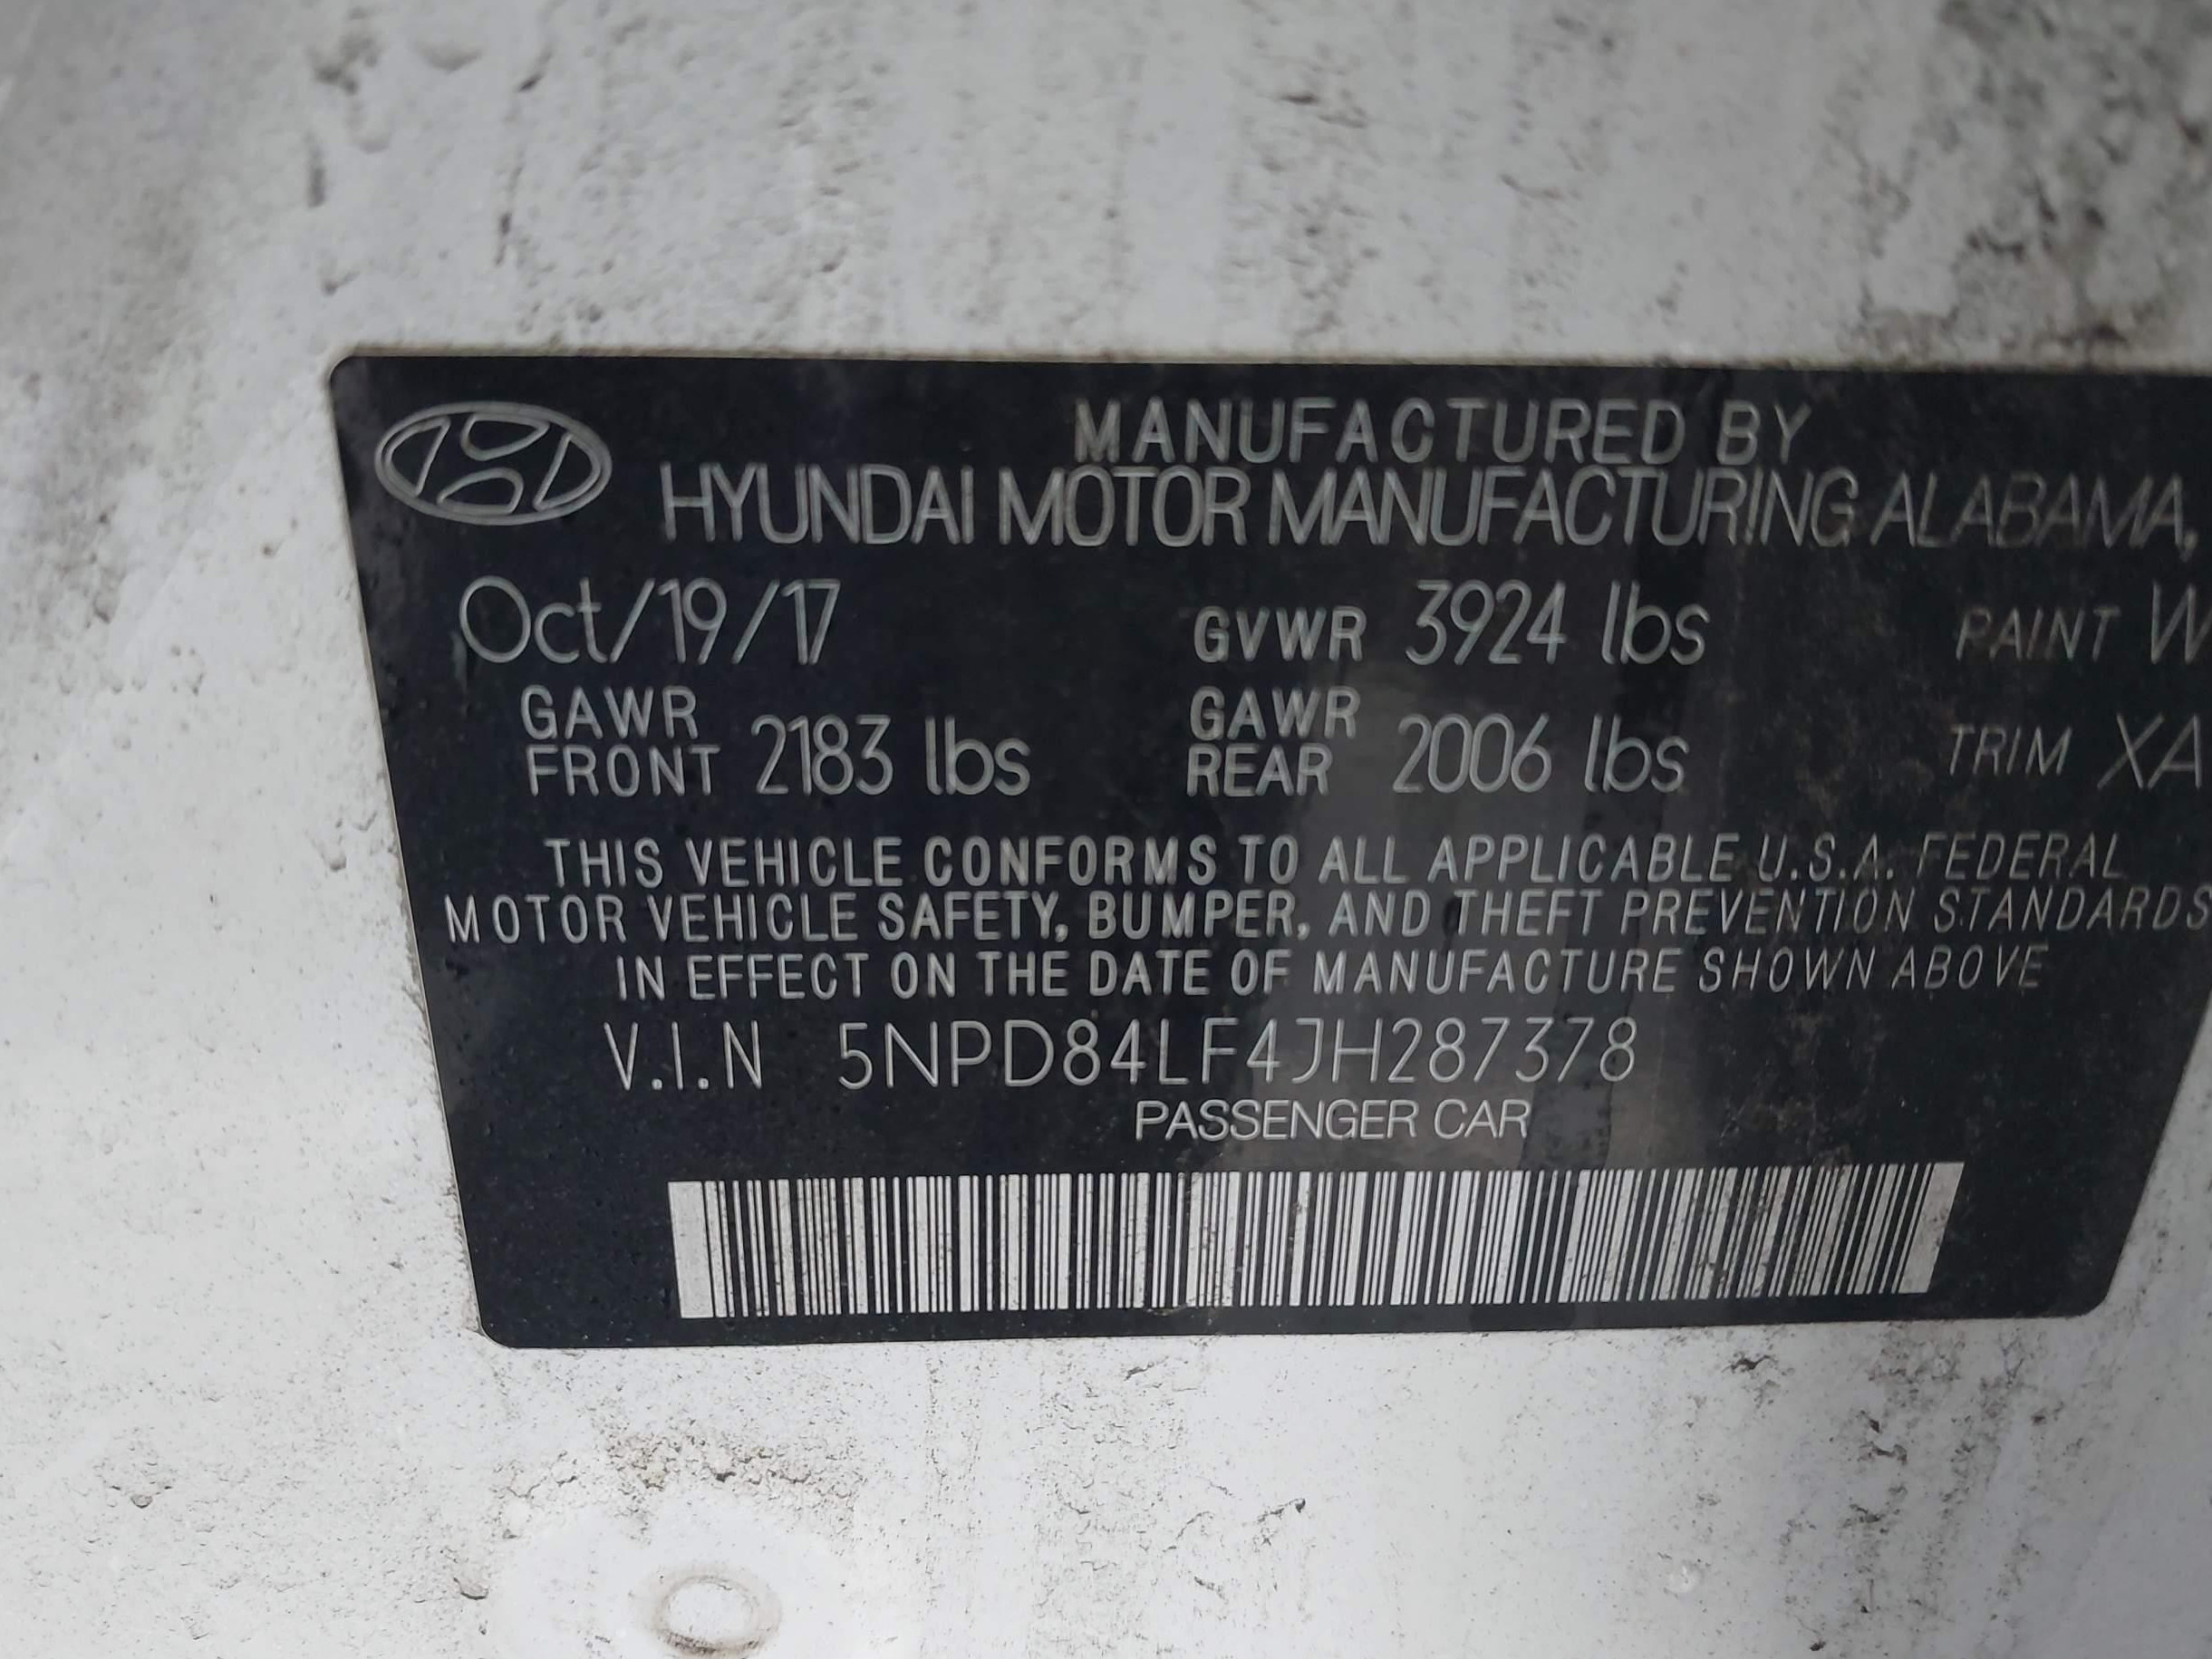 MANUFACTURED BY
HYUNDAI MOTOR MANUFACTURING ALABAMA,
Oct/19/17 GVWR 3924 lbs PAINT
GAWR FRONT 2183 lbs GAWR REAR 2006 lbs TRIM
THIS VEHICLE CONFORMS TO ALL APPLICABLE U.S.A. FEDERAL
MOTOR VEHICLE SAFETY, BUMPER, AND THEFT PREVENTION STANDARDS
IN EFFECT ON THE DATE OF MANUFACTURE SHOWN ABOVE
V.I.N 5NPD84LF4JH287378
PASSENGER CAR